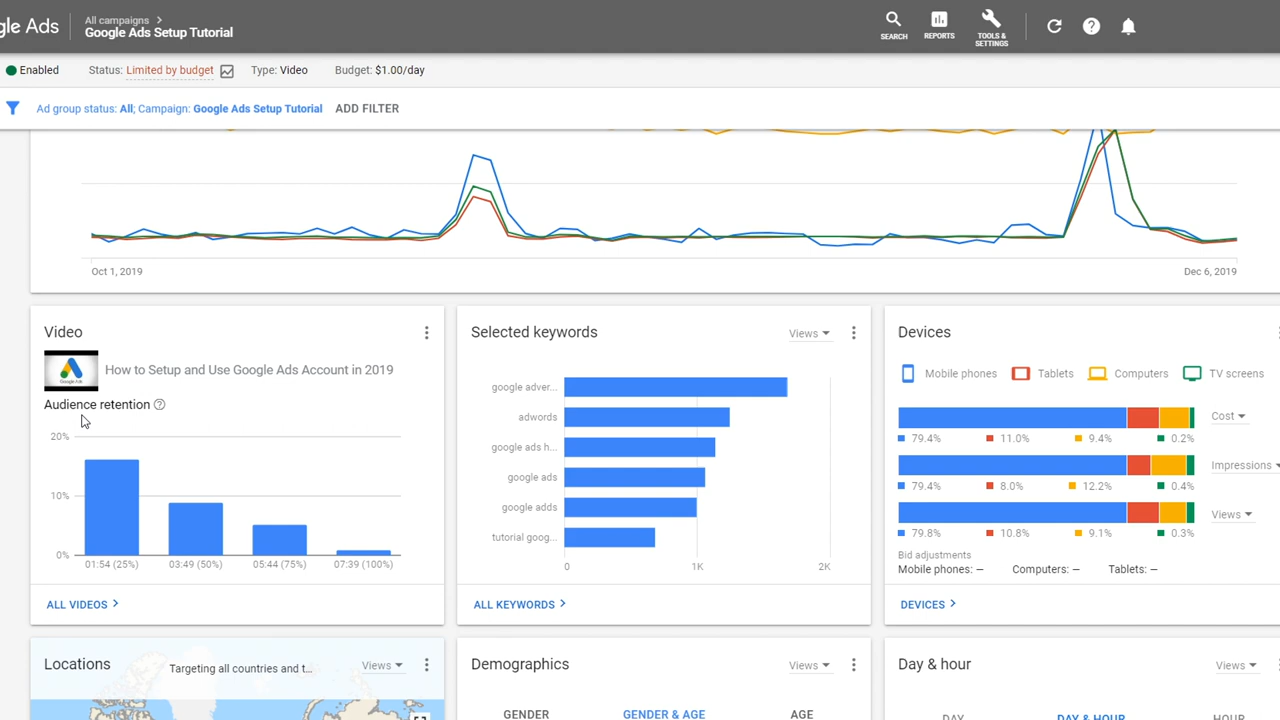 gle Ads
All campaigns >
Google Ads Setup Tutorial
SEARCH
REPORTS
TOOLS &
SETTINGS
Enabled
Status: Limited by budget
Type: Video
Budget: $1.00/day
Ad group status: All; Campaign: Google Ads Setup Tutorial
ADD FILTER
Oct 1, 2019
Dec 6, 2019
Video
Google Ads
How to Setup and Use Google Ads Account in 2019
Audience retention
20%
10%
0%
01:54 (25%)
03:49 (50%)
05:44 (75%)
07:39 (100%)
ALL VIDEOS >
Selected keywords
Views
google adver...
adwords
google ads h...
google ads
google adds
tutorial goog...
0
1K
2K
ALL KEYWORDS >
Devices
Mobile phones
Tablets
Computers
TV screens
Cost
79.4%
11.0%
9.4%
0.2%
Impressions
79.4%
8.0%
12.2%
0.4%
Views
79.8%
10.8%
9.1%
0.3%
Bid adjustments
Mobile phones: –
Computers: –
Tablets: –
DEVICES >
Locations
Targeting all countries and t...
Views
Demographics
Views
GENDER
GENDER & AGE
AGE
Day & hour
Views
DAY
DAY & HOUR
HOUR